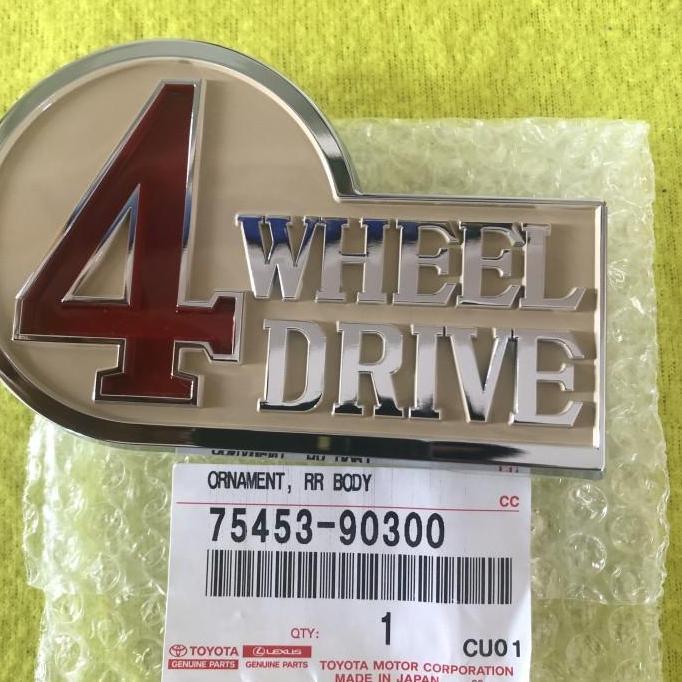 4 WHEEL
DRIVE
ORNAMENT, RR BODY
CC
75453-90300
QTY: 1
CU01
TOYOTA LEXUS
GENUINE PARTS GENUINE PARTS
TOYOTA MOTOR CORPORATION
MADE IN JAPAN